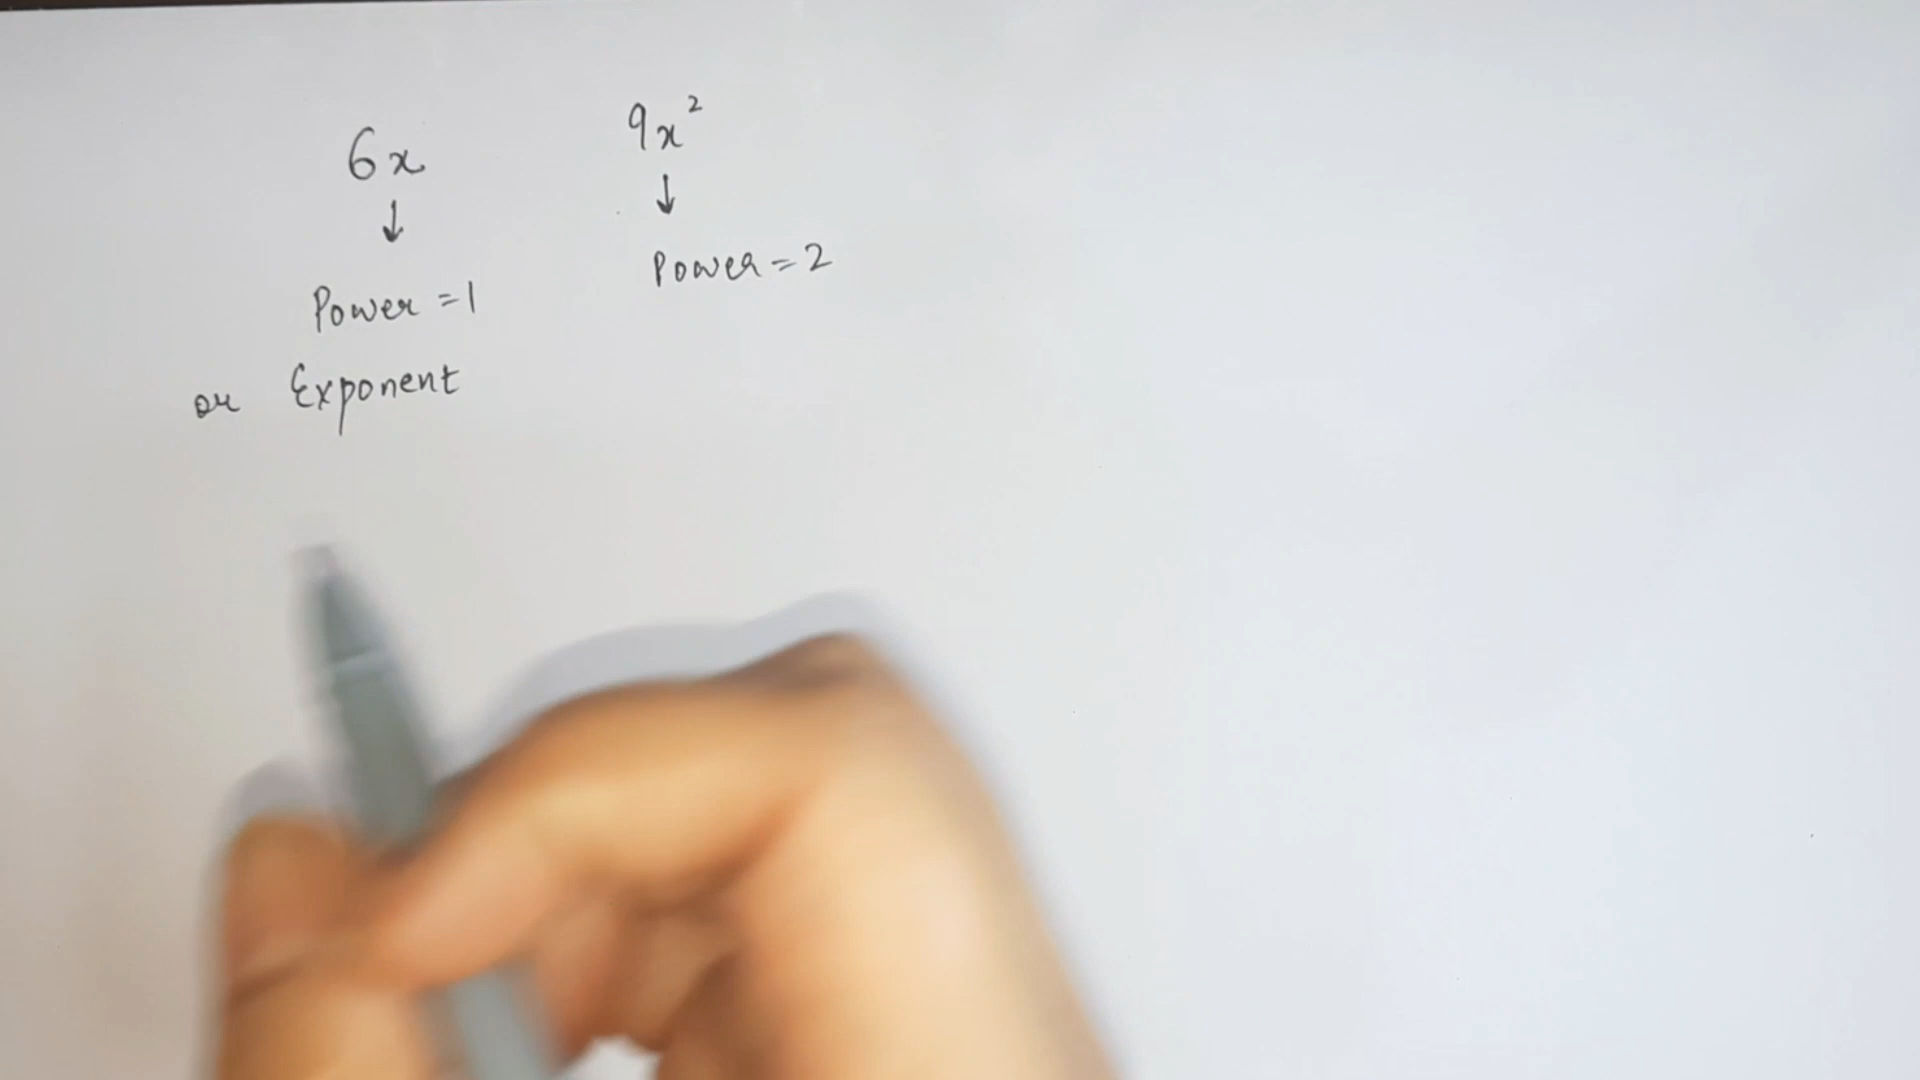 6x 9x²
↓ ↓
Power = 1 Power = 2
or Exponent